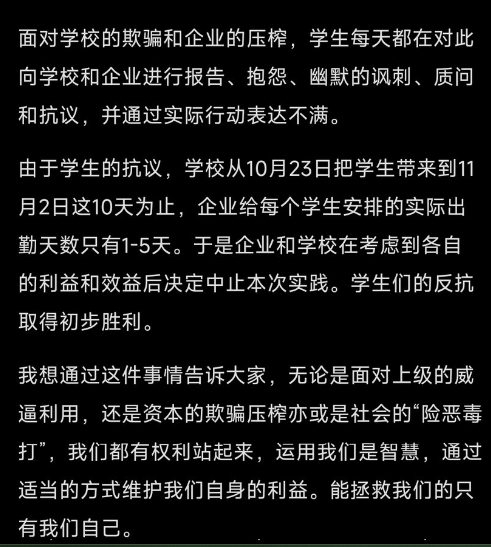 面对学校的欺骗和企业的压榨，学生每天都在对此
向学校和企业进行报告、抱怨、幽默的讽刺、质问
和抗议，并通过实际行动表达不满。
由于学生的抗议，学校从10月23日把学生带来到11
月2日这10天为止，企业给每个学生安排的实际出
勤天数只有1-5天。于是企业和学校在考虑到各自
的利益和效益后决定中止本次实践。学生们的反抗
取得初步胜利。
我想通过这件事情告诉大家，无论是面对上级的威
逼利用，还是资本的欺骗压榨亦或是社会的“险恶毒
打”，我们都有权利站起来，运用我们是智慧，通过
适当的方式维护我们自身的利益。能拯救我们的只
有我们自己。